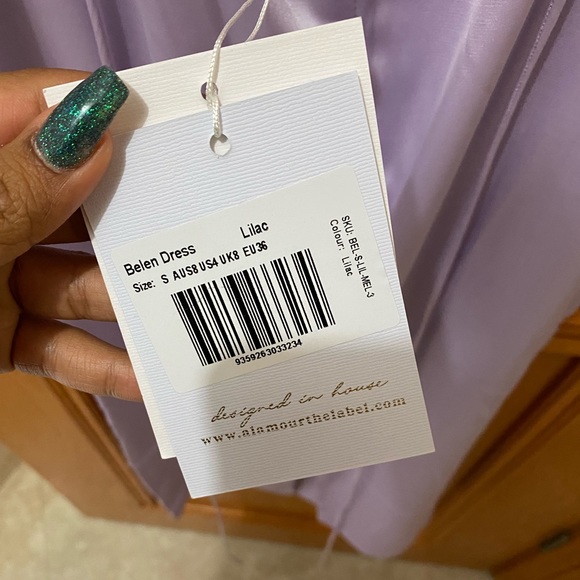 Belen Dress Lilac
Size: S AUS8 US4 UK8 EU36
SKU: BEL-S-LIL-MEL-3
Colour: Lilac
9359263033234
designed in house
www.alamourthelabel.com